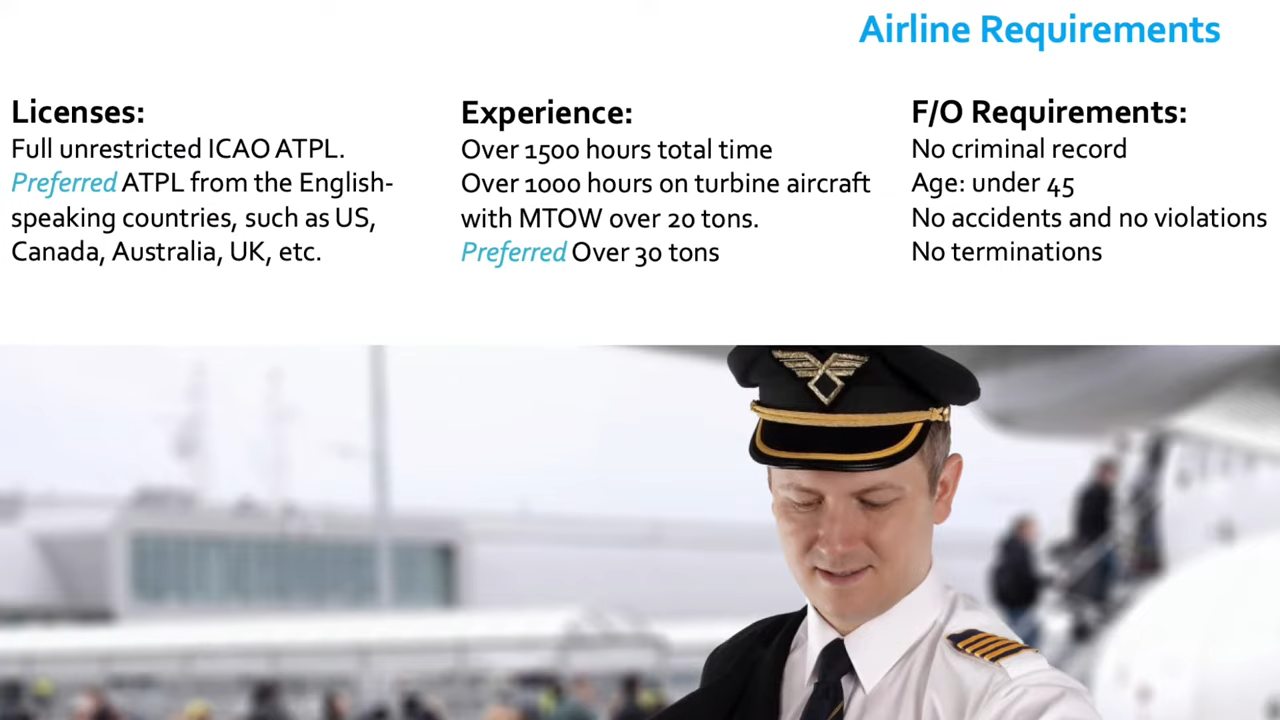 Airline Requirements
Licenses:
Full unrestricted ICAO ATPL.
Preferred ATPL from the English-
speaking countries, such as US,
Canada, Australia, UK, etc.
Experience:
Over 1500 hours total time
Over 1000 hours on turbine aircraft
with MTOW over 20 tons.
Preferred Over 30 tons
F/O Requirements:
No criminal record
Age: under 45
No accidents and no violations
No terminations